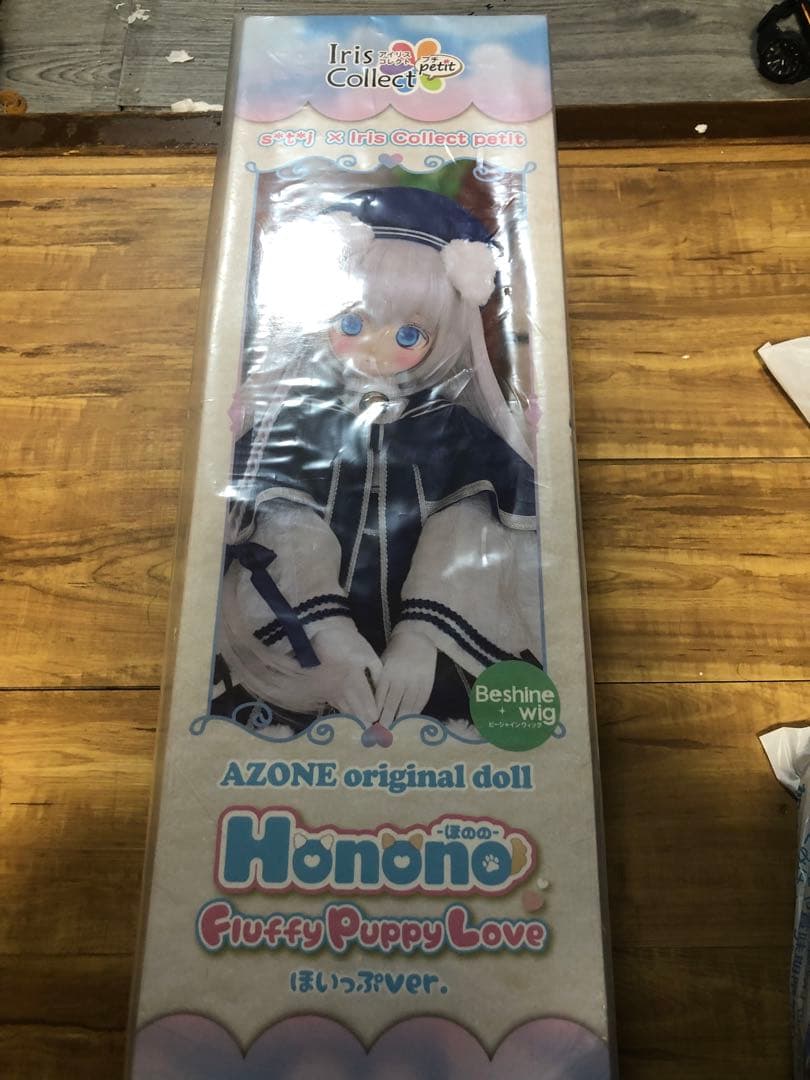 Iris
Collect
アイリス
コレクト
プチ
petit
s*t*j × Iris Collect petit
Beshine
+
wig
ビーシャインウィッグ
AZONE original doll
-ほのの-
Honono
Fluffy Puppy Love
ほいっぷver.